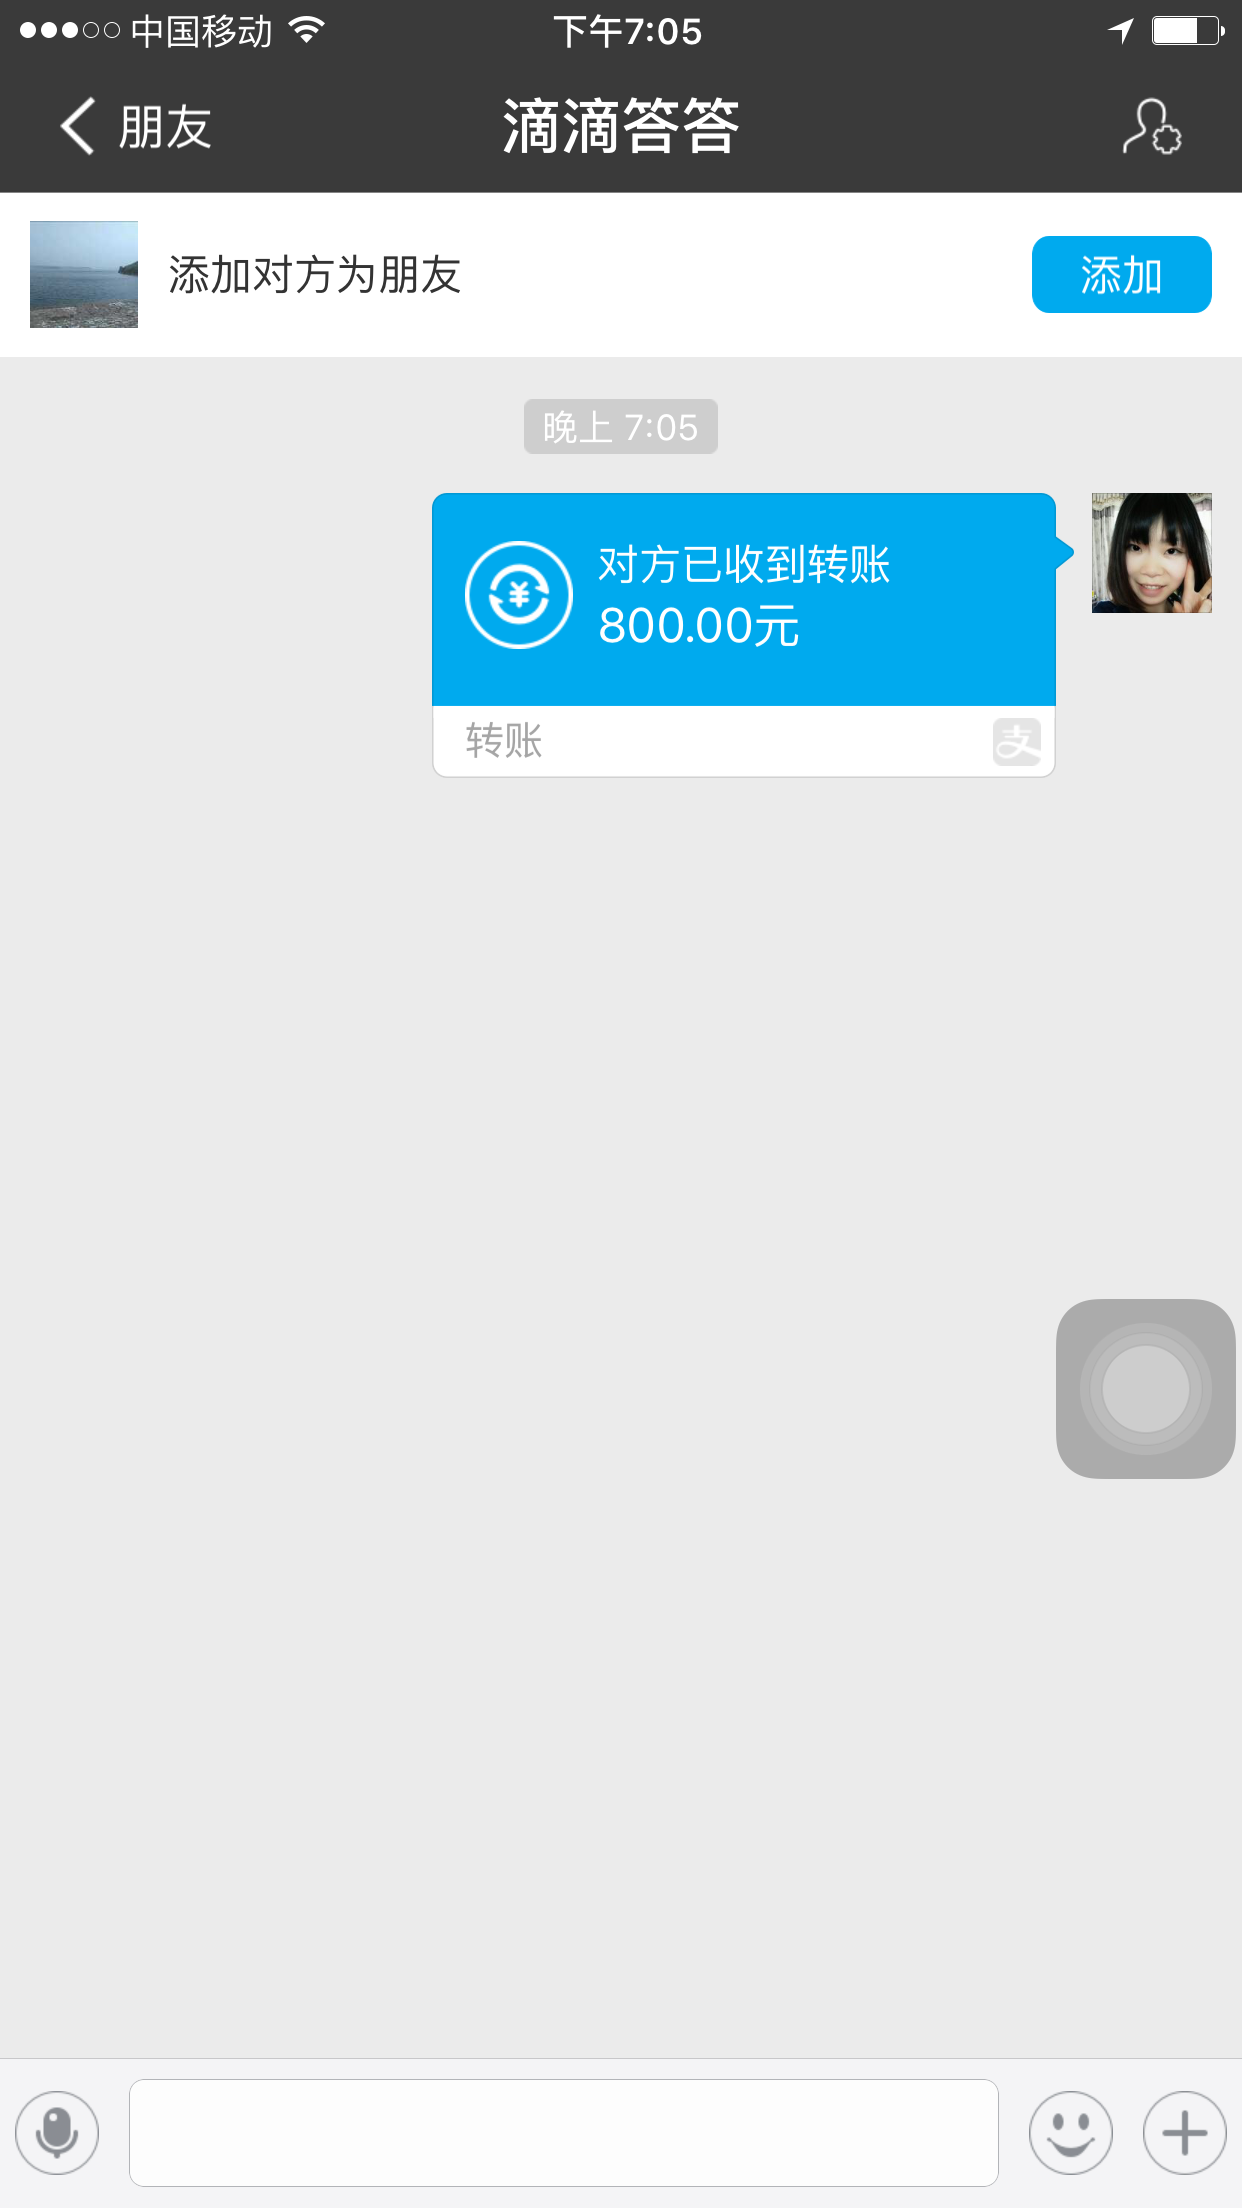 中国移动
下午7:05
朋友
滴滴答答
添加对方为朋友
添加
晚上 7:05
对方已收到转账
800.00元
转账
支